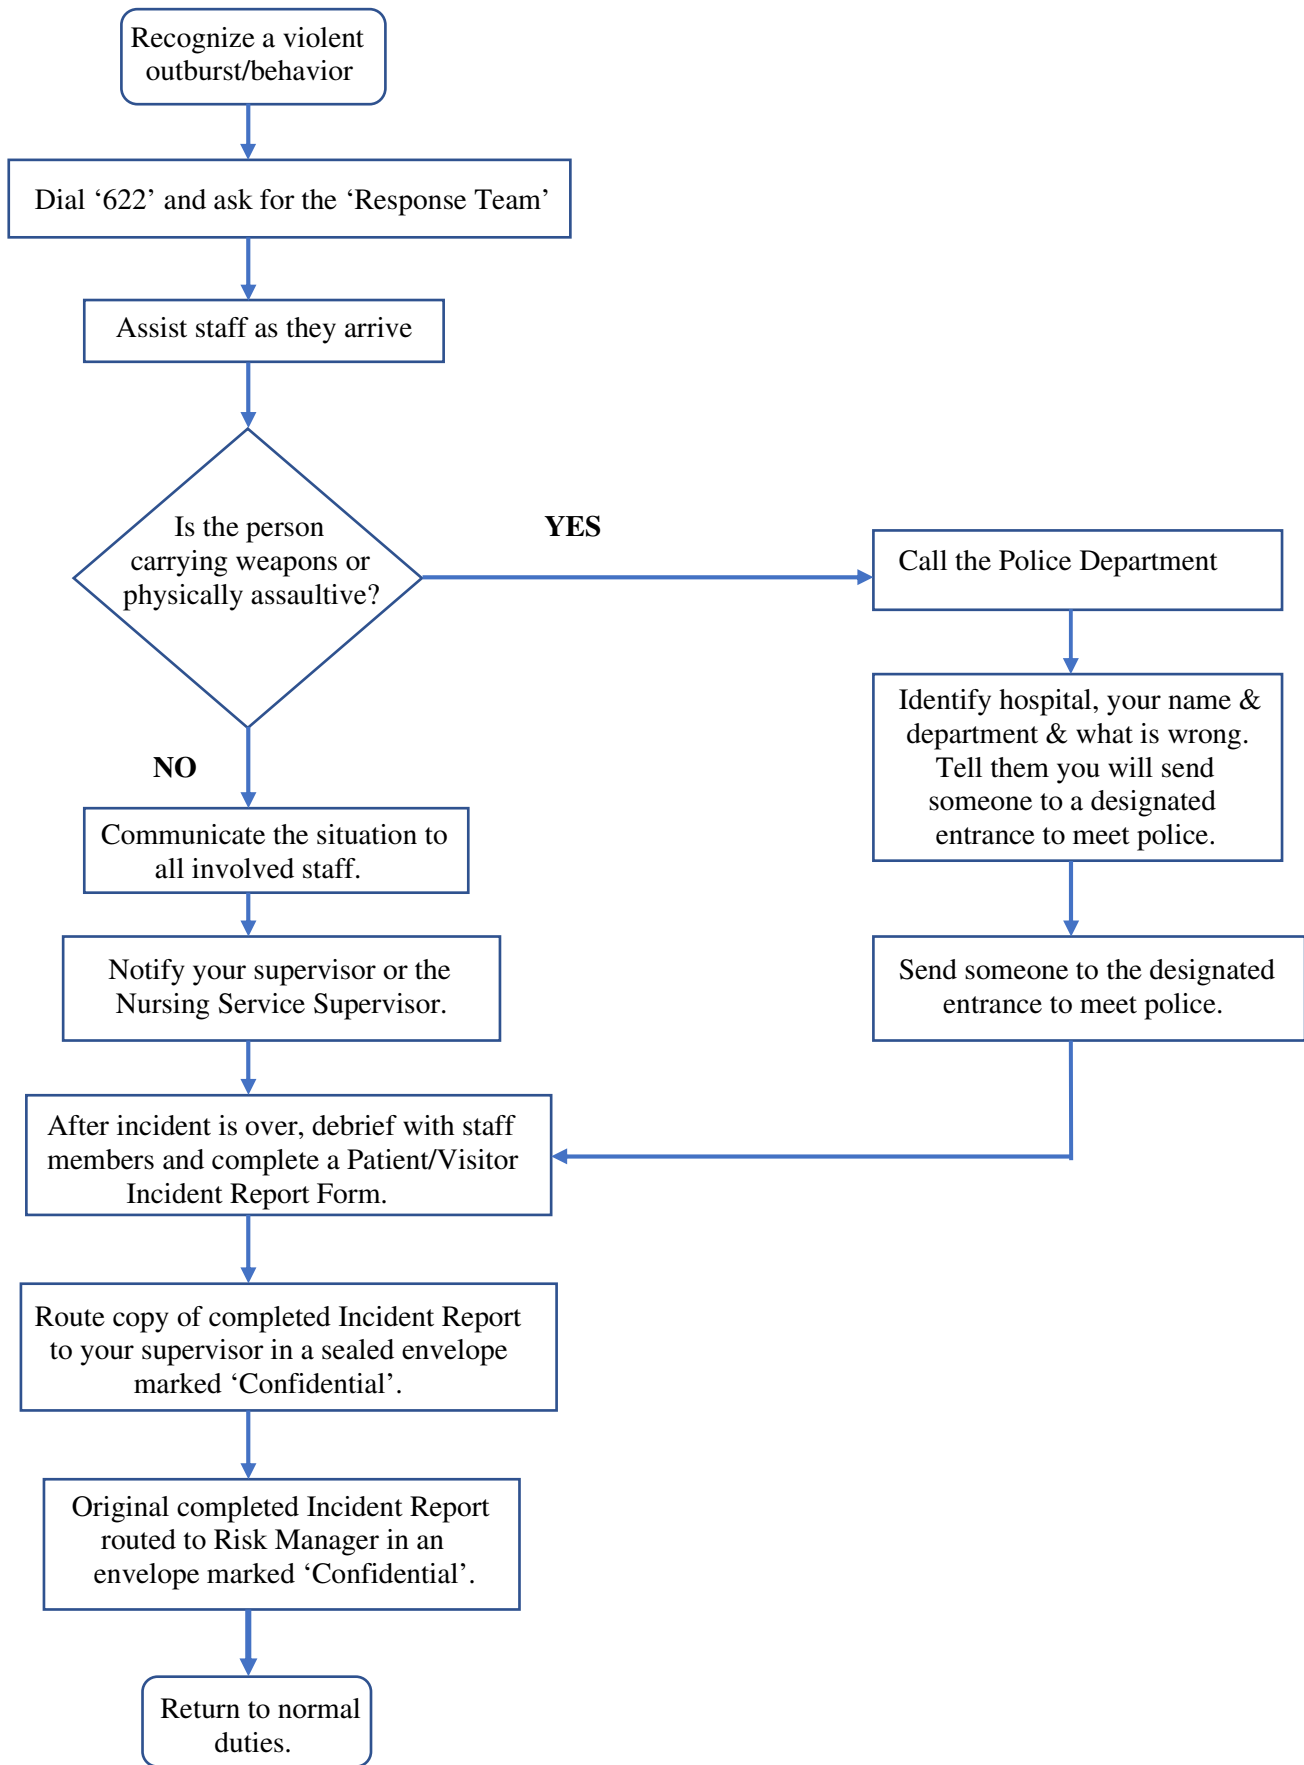 Recognize a violent
outburst/behavior
Dial ‘622’ and ask for the ‘Response Team’
Assist staff as they arrive
Is the person
carrying weapons or
physically assaultive?
YES
Call the Police Department
Identify hospital, your name &
department & what is wrong.
Tell them you will send
someone to a designated
entrance to meet police.
Send someone to the designated
entrance to meet police.
NO
Communicate the situation to
all involved staff.
Notify your supervisor or the
Nursing Service Supervisor.
After incident is over, debrief with staff
members and complete a Patient/Visitor
Incident Report Form.
Route copy of completed Incident Report
to your supervisor in a sealed envelope
marked ‘Confidential’.
Original completed Incident Report
routed to Risk Manager in an
envelope marked ‘Confidential’.
Return to normal
duties.